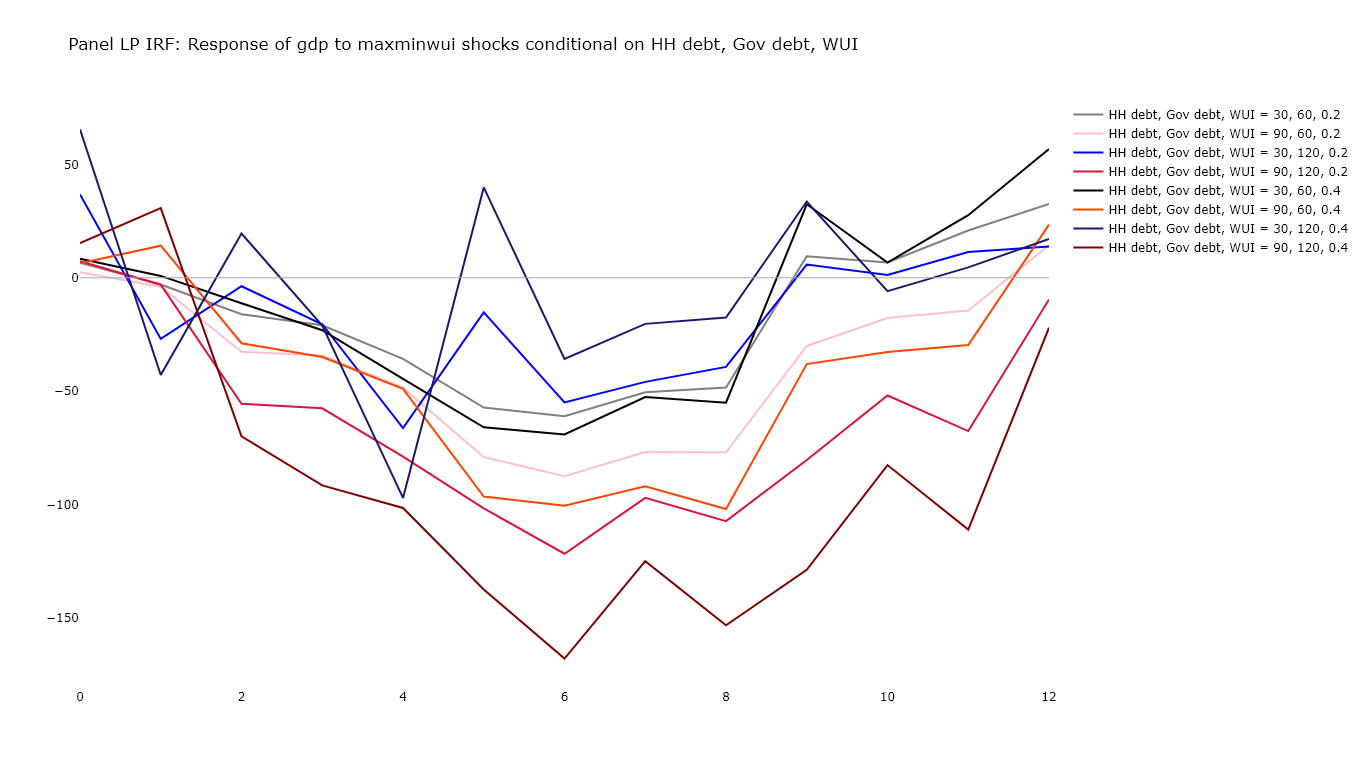 Panel LP IRF: Response of gdp to maxminwui shocks conditional on HH debt, Gov debt, WUI
HH debt, Gov debt, WUI = 30, 60, 0.2
HH debt, Gov debt, WUI = 90, 60, 0.2
HH debt, Gov debt, WUI = 30, 120, 0.2
HH debt, Gov debt, WUI = 90, 120, 0.2
HH debt, Gov debt, WUI = 30, 60, 0.4
HH debt, Gov debt, WUI = 90, 60, 0.4
HH debt, Gov debt, WUI = 30, 120, 0.4
HH debt, Gov debt, WUI = 90, 120, 0.4
50
0
−50
−100
−150
0 2 4 6 8 10 12